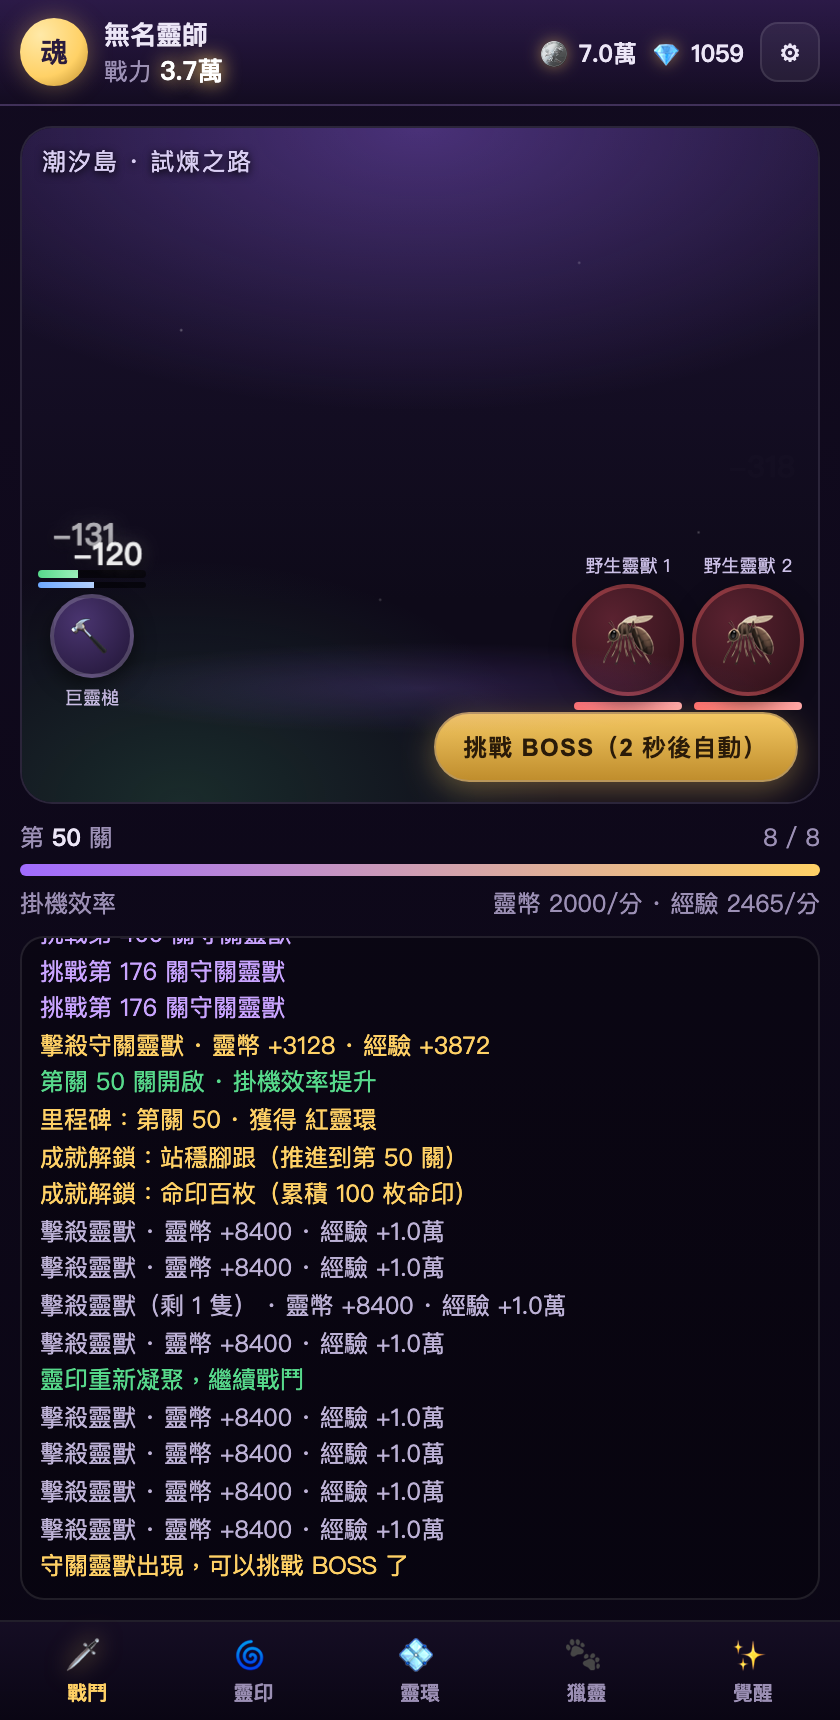 魂
無名靈師
戰力 3.7萬
7.0萬 1059
潮汐島 · 試煉之路
-131
-120
野生靈獸 1 野生靈獸 2
巨靈槌
挑戰 BOSS（2 秒後自動）
第 50 關 8 / 8
掛機效率 靈幣 2000/分 · 經驗 2465/分
挑戰第 176 關守關靈獸
挑戰第 176 關守關靈獸
擊殺守關靈獸 · 靈幣 +3128 · 經驗 +3872
第關 50 關開啟 · 掛機效率提升
里程碑：第關 50 · 獲得 紅靈環
成就解鎖：站穩腳跟（推進到第 50 關）
成就解鎖：命印百枚（累積 100 枚命印）
擊殺靈獸 · 靈幣 +8400 · 經驗 +1.0萬
擊殺靈獸 · 靈幣 +8400 · 經驗 +1.0萬
擊殺靈獸（剩 1 隻） · 靈幣 +8400 · 經驗 +1.0萬
擊殺靈獸 · 靈幣 +8400 · 經驗 +1.0萬
靈印重新凝聚，繼續戰鬥
擊殺靈獸 · 靈幣 +8400 · 經驗 +1.0萬
擊殺靈獸 · 靈幣 +8400 · 經驗 +1.0萬
擊殺靈獸 · 靈幣 +8400 · 經驗 +1.0萬
擊殺靈獸 · 靈幣 +8400 · 經驗 +1.0萬
守關靈獸出現，可以挑戰 BOSS 了
戰鬥 靈印 靈環 獵靈 覺醒